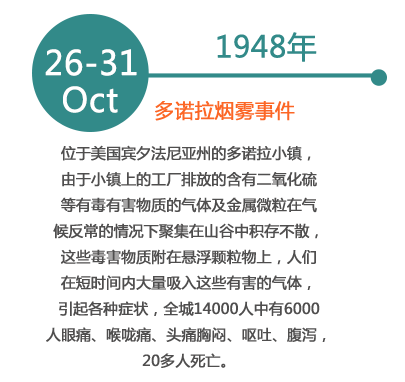 26-31
Oct
1948年
多诺拉烟雾事件
位于美国宾夕法尼亚州的多诺拉小镇，
由于小镇上的工厂排放的含有二氧化硫
等有毒有害物质的气体及金属微粒在气
候反常的情况下聚集在山谷中积存不散，
这些毒害物质附在悬浮颗粒物上，人们
在短时间内大量吸入这些有害的气体，
引起各种症状，全城14000人中有6000
人眼痛、喉咙痛、头痛胸闷、呕吐、腹泻，
20多人死亡。